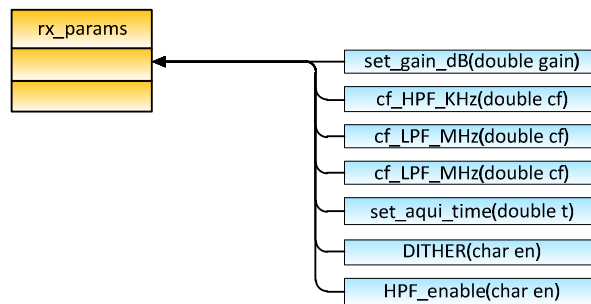 rx_params
set_gain_dB(double gain)
cf_HPF_KHz(double cf)
cf_LPF_MHz(double cf)
cf_LPF_MHz(double cf)
set_aqui_time(double t)
DITHER(char en)
HPF_enable(char en)